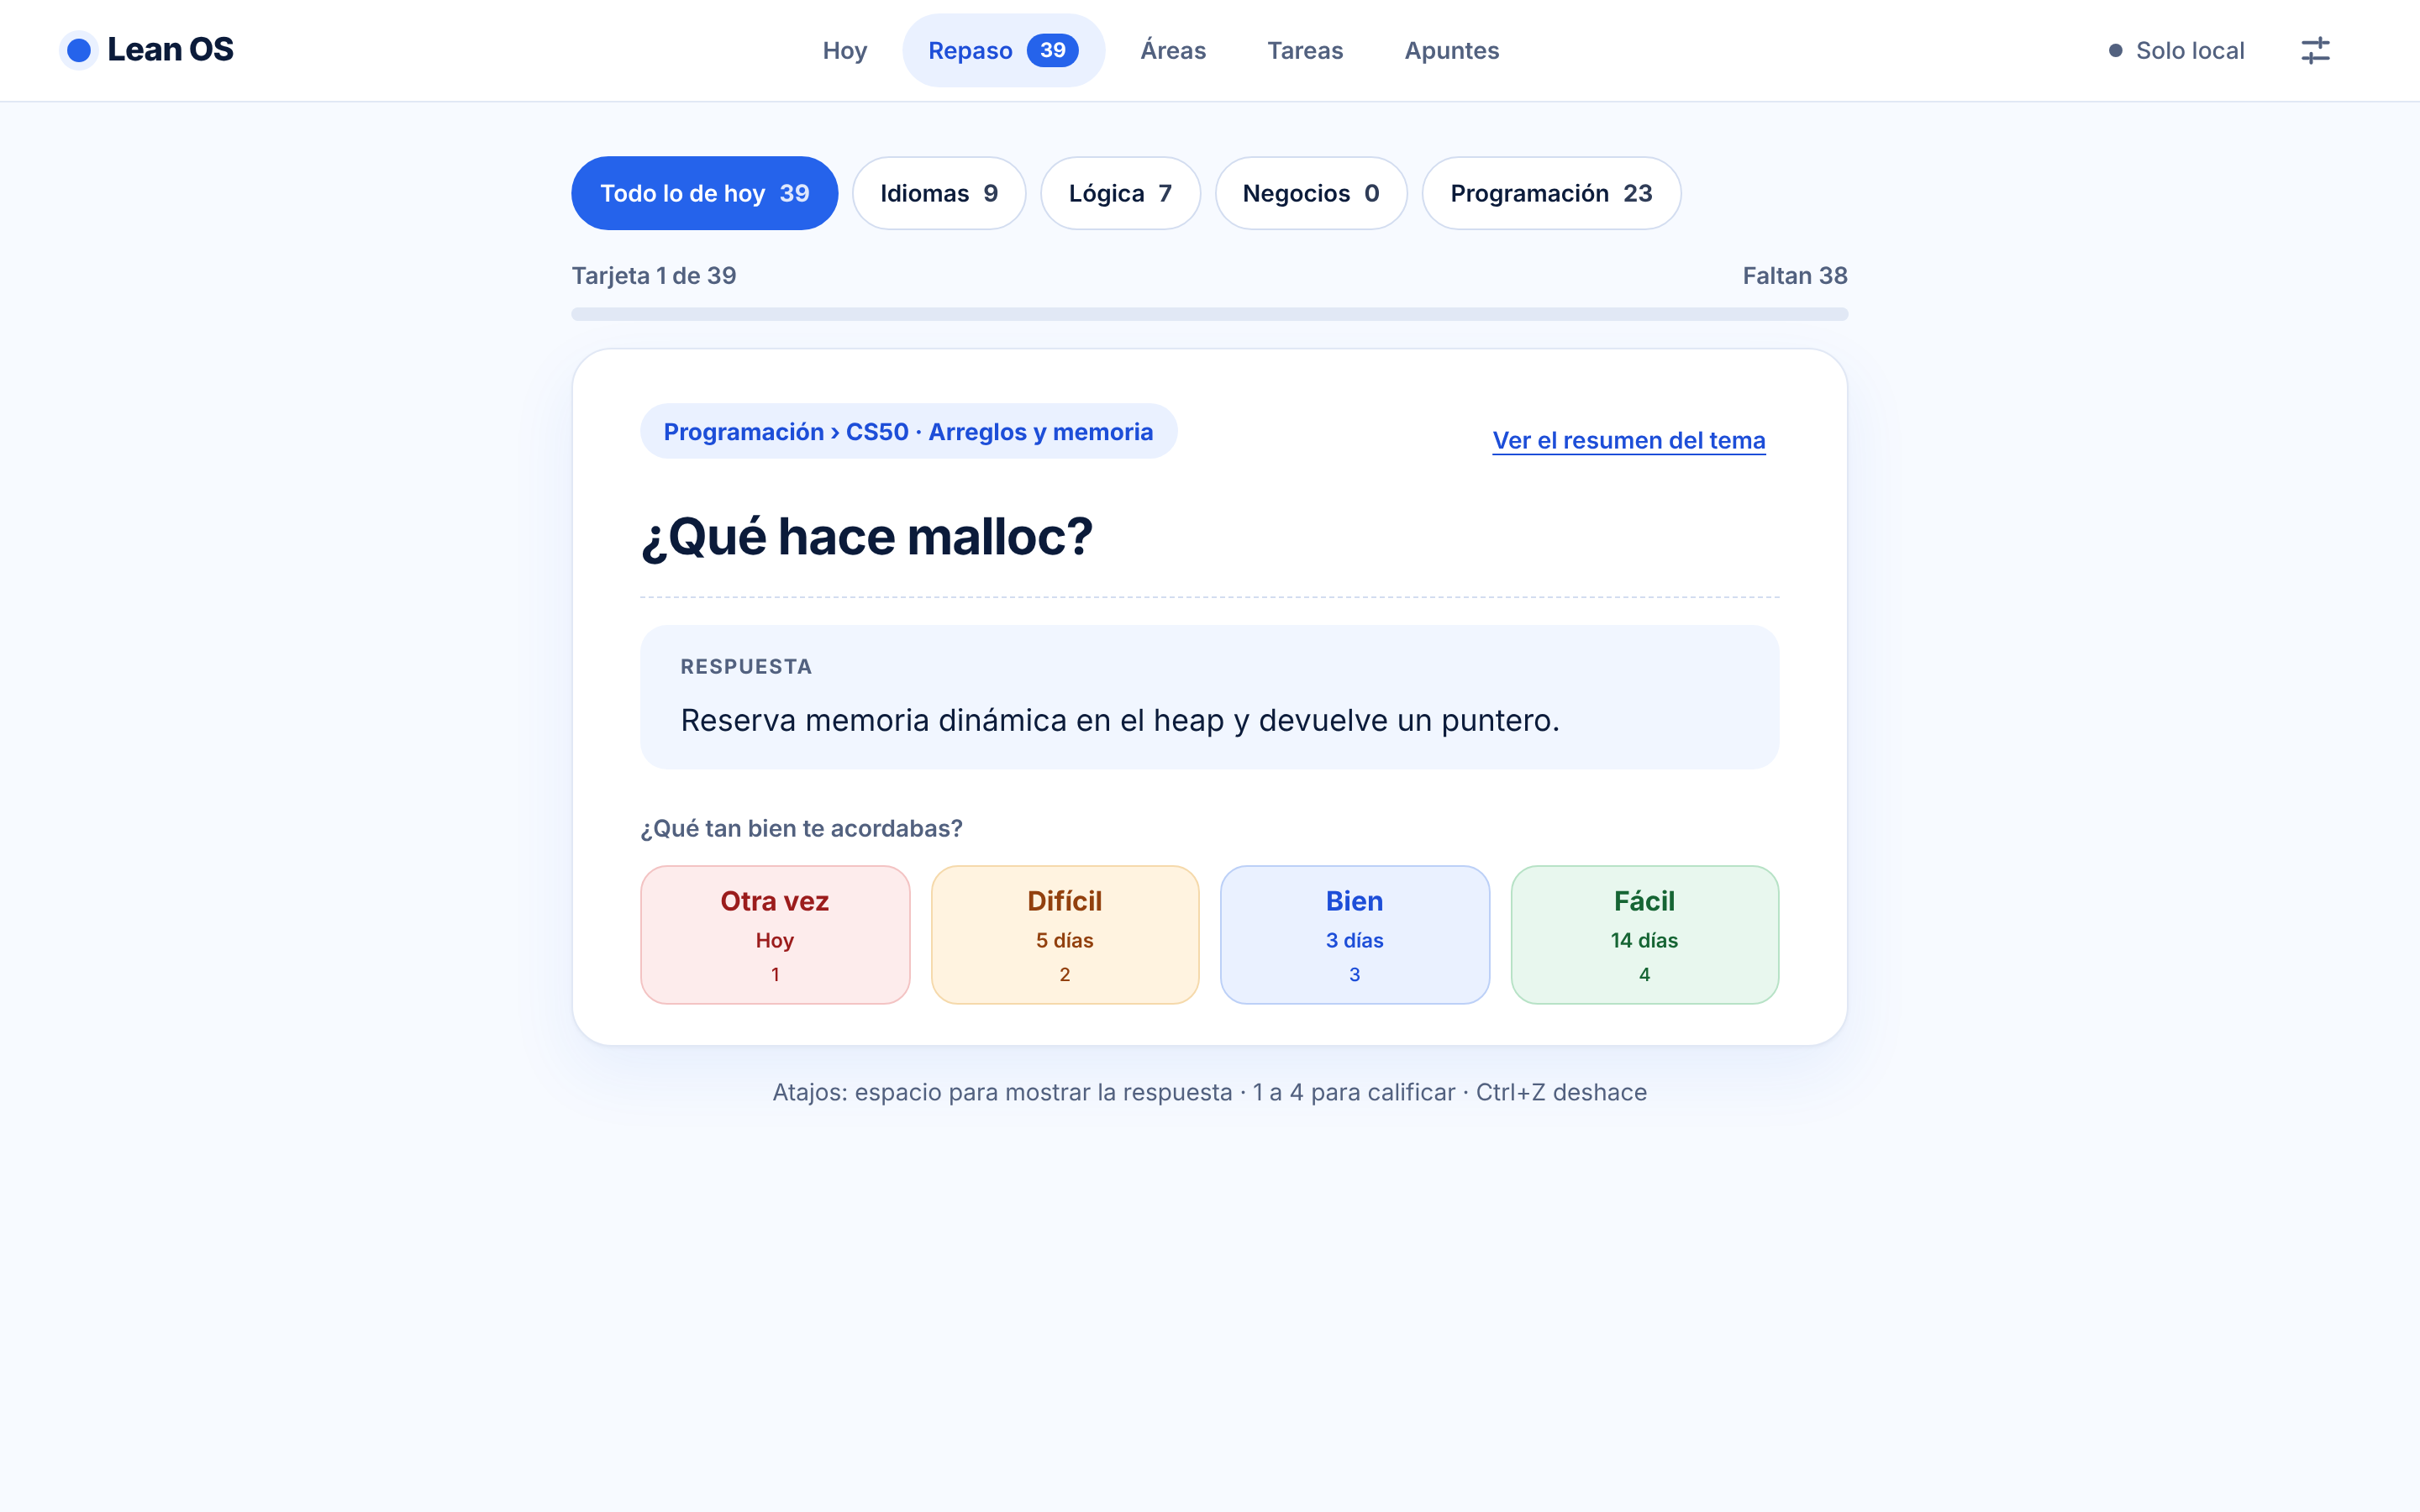 Lean OS
Hoy
Repaso 39
Áreas
Tareas
Apuntes
Solo local
Todo lo de hoy 39
Idiomas 9
Lógica 7
Negocios 0
Programación 23
Tarjeta 1 de 39
Faltan 38
Programación › CS50 · Arreglos y memoria
Ver el resumen del tema
¿Qué hace malloc?
RESPUESTA
Reserva memoria dinámica en el heap y devuelve un puntero.
¿Qué tan bien te acordabas?
Otra vez
Hoy
1
Difícil
5 días
2
Bien
3 días
3
Fácil
14 días
4
Atajos: espacio para mostrar la respuesta · 1 a 4 para calificar · Ctrl+Z deshace